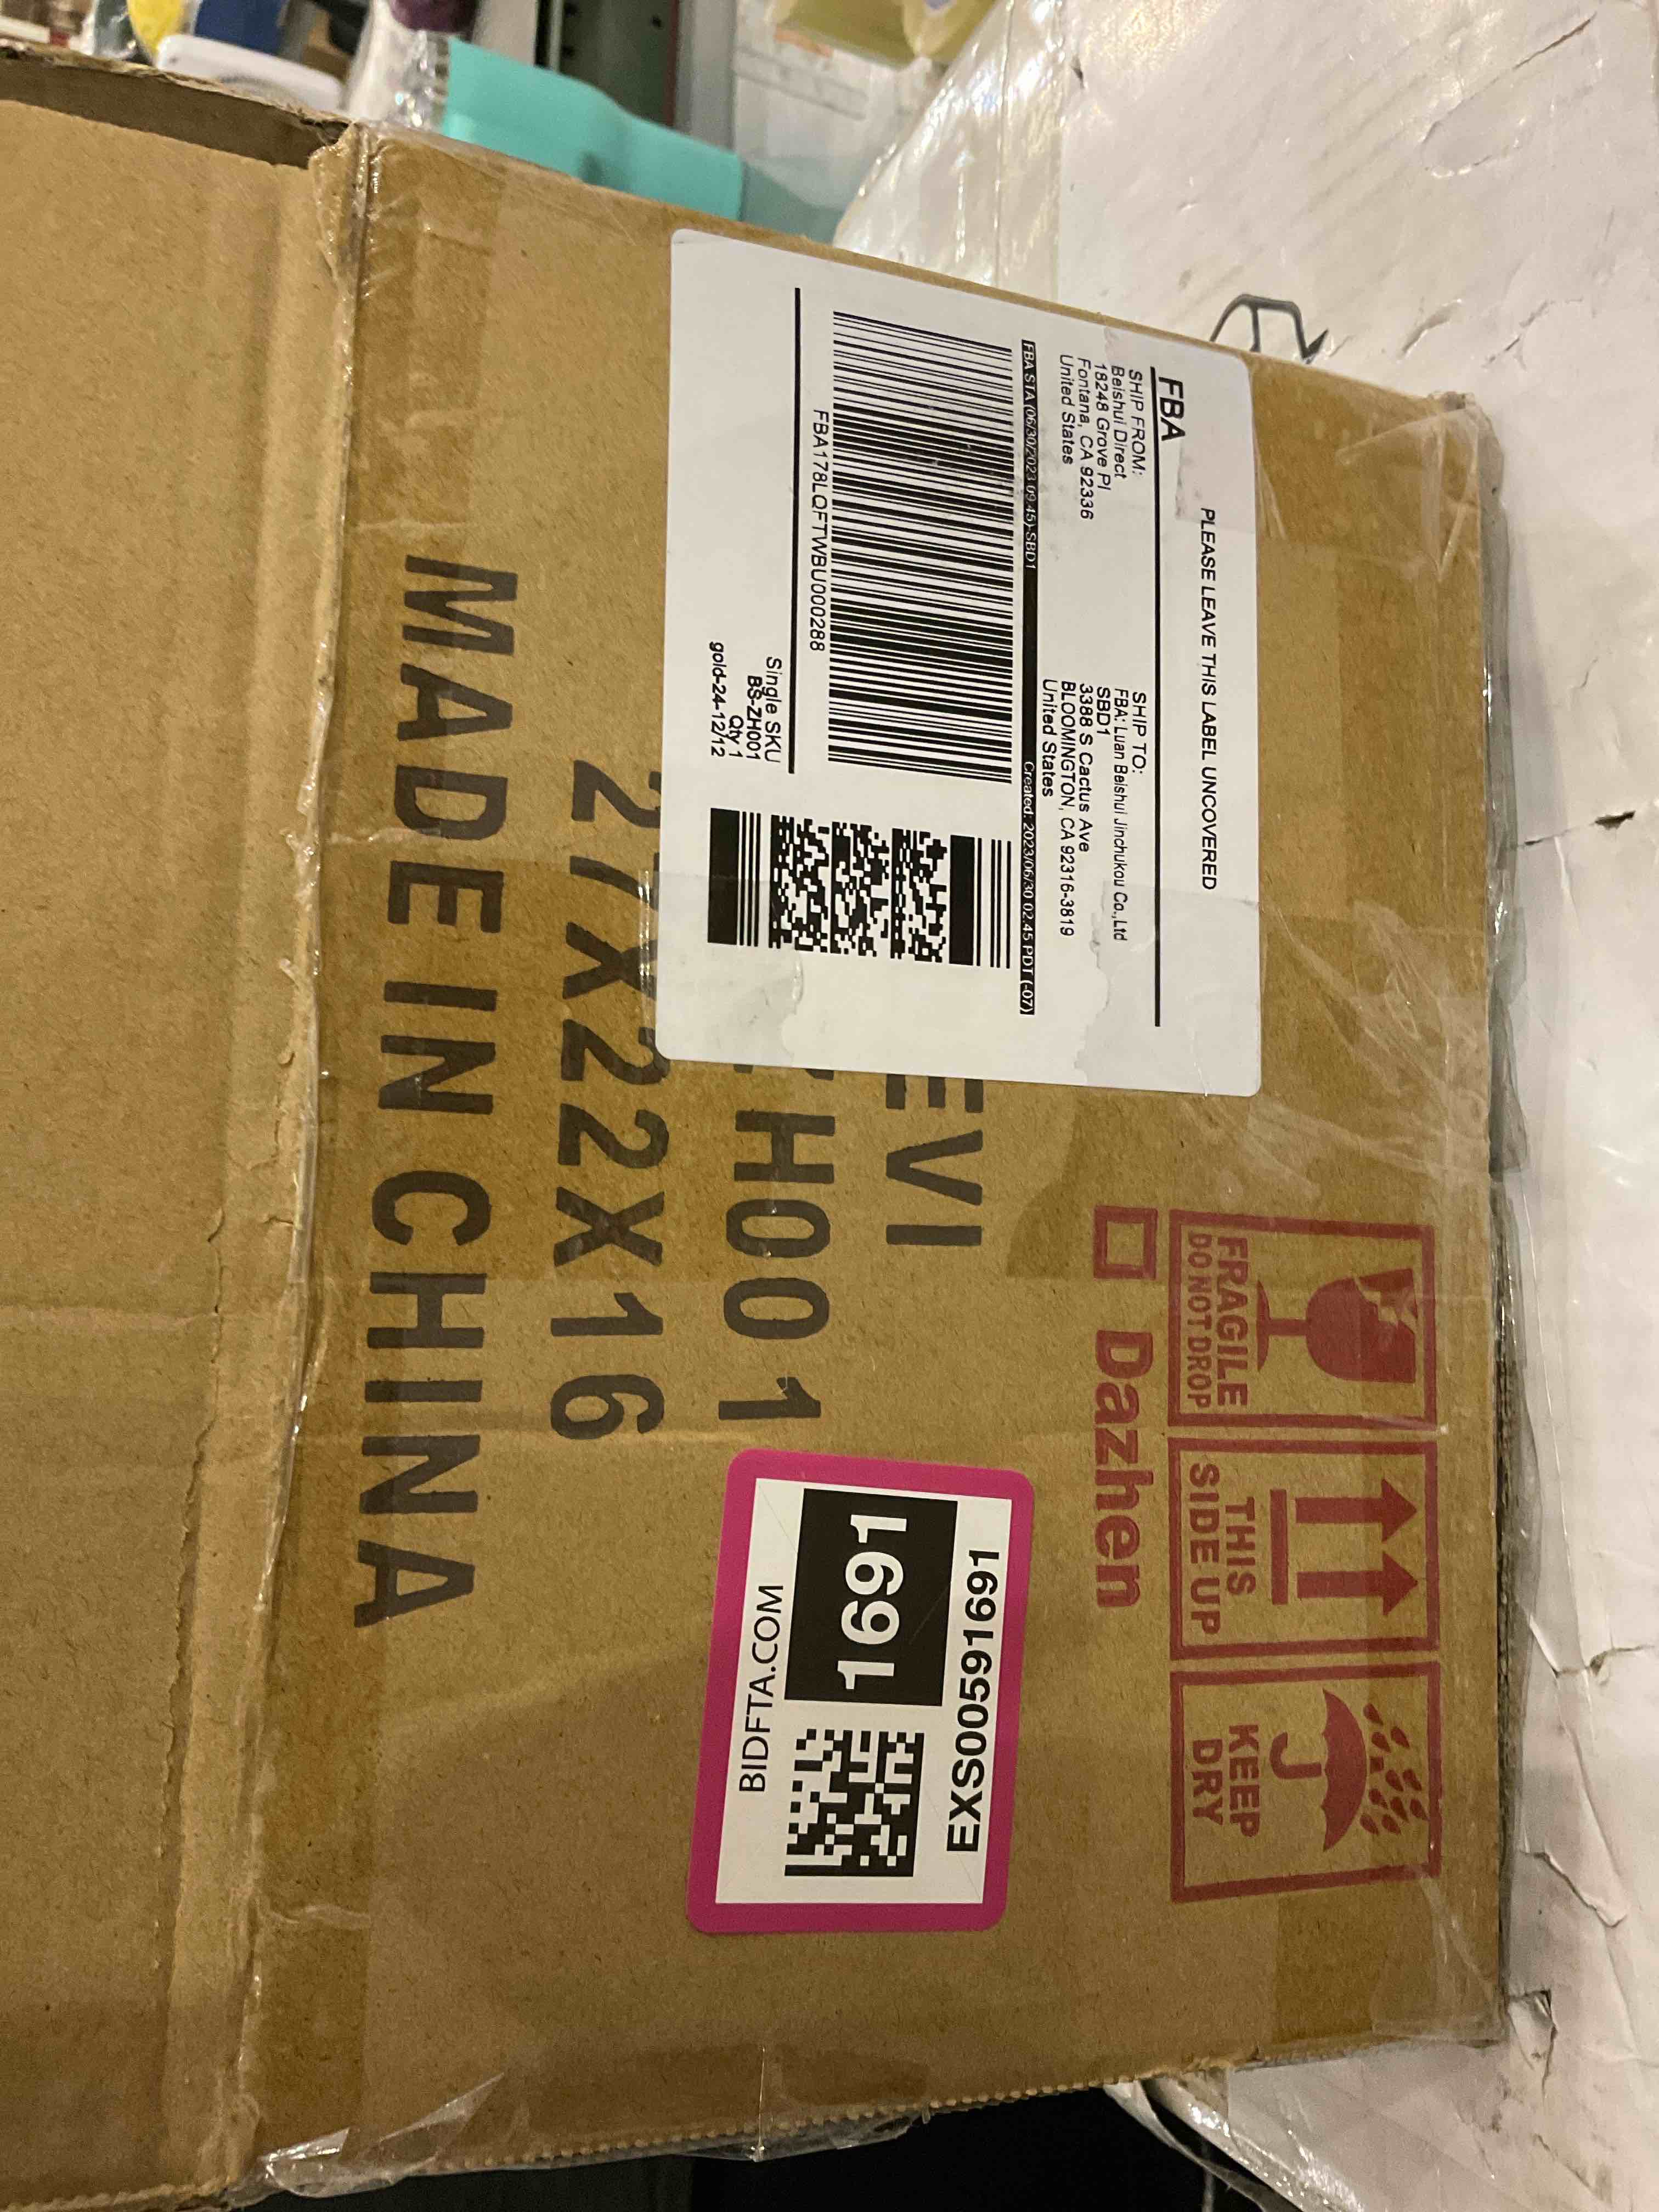 PLEASE LEAVE THIS LABEL UNCOVERED
FBA
SHIP FROM:
Beishui Direct
18248 Grove Pl
Fontana, CA 92336
United States
SHIP TO:
FBA: Luan Beishui Jinchukou Co.,Ltd
SBD1
3388 S Cactus Ave
BLOOMINGTON, CA 92316-3819
United States
FBA STA (06/30/2023 09:45)-SBD1
Created: 2023/06/30 02:45 PDT (-07)
FBA178LQFTWBU000288
Single SKU
BS-ZH001
Qty 1
gold-24-12/12
FRAGILE
DO NOT DROP
THIS
SIDE UP
KEEP
DRY
Dazhen
EVI
H001
27X22X16
MADE IN CHINA
EXS00591691
1691
BIDFTA.COM